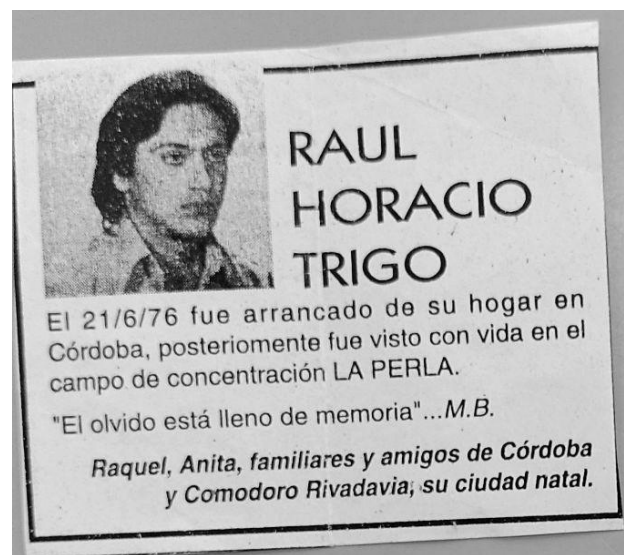 RAUL
HORACIO
TRIGO
El 21/6/76 fue arrancado de su hogar en
Córdoba, posteriomente fue visto con vida en el
campo de concentración LA PERLA.
"El olvido está lleno de memoria"...M.B.
Raquel, Anita, familiares y amigos de Córdoba
y Comodoro Rivadavia, su ciudad natal.